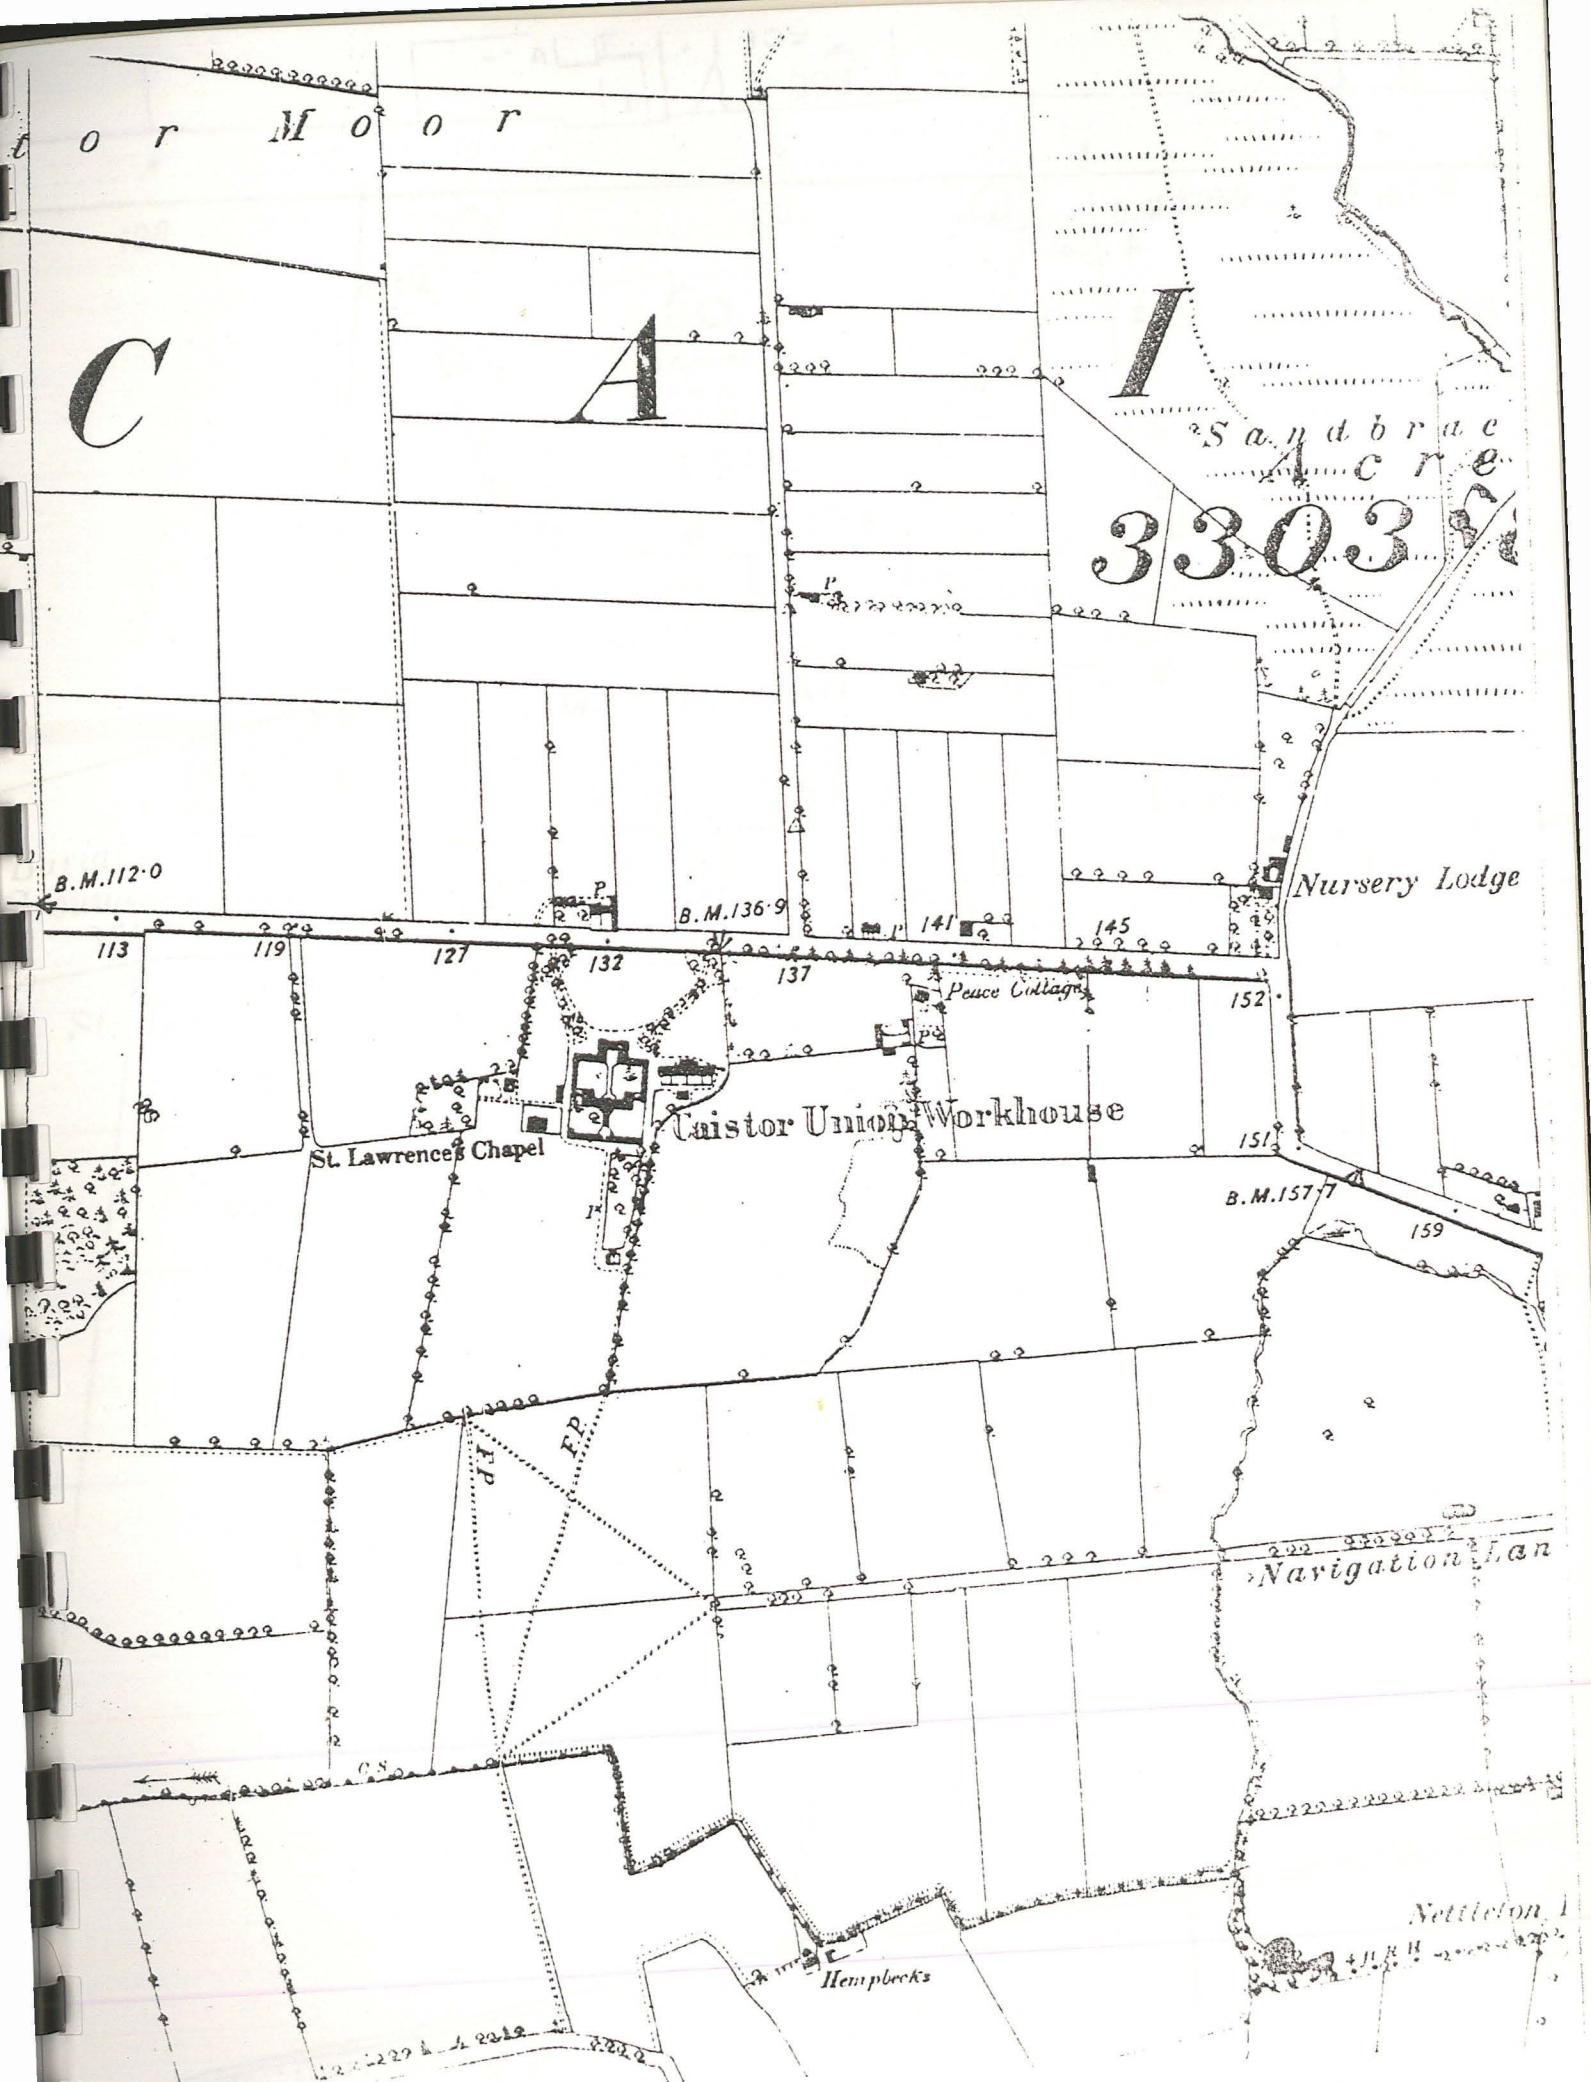 tor Moor
C A I
Sandbrac
Acre
3303
P
B.M.112·0
Nursery Lodge
P
B.M.136·9
141
145
P
113
119
127
132
137
Peace Cottage
152
P
Caistor Union Workhouse
St. Lawrence's Chapel
151
B.M.157·7
P
159
F.P.
F.P.
Navigation Lan
C.S.
Nettleton
Hempbecks